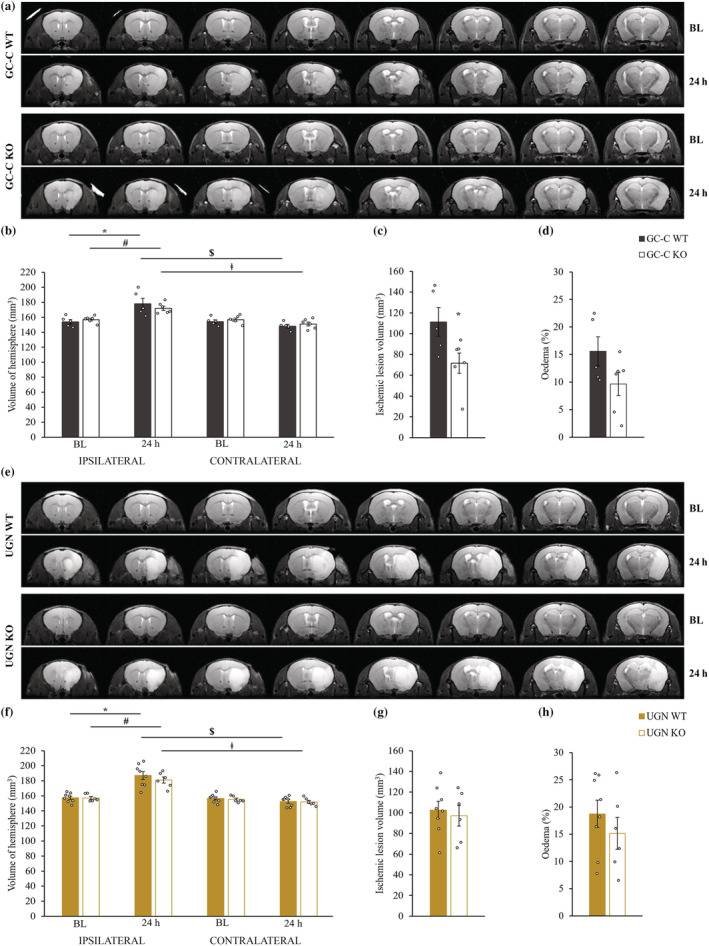 (a)
GC-C WT
BL
24 h
GC-C KO
BL
24 h
(b)
(c)
(d)
GC-C WT
GC-C KO
*
#
$
ŧ
Volume of hemisphere (mm³)
220
200
180
160
140
120
100
80
60
40
20
0
BL
24 h
BL
24 h
IPSILATERAL
CONTRALATERAL
Ischemic lesion volume (mm³)
160
140
120
100
80
60
40
20
0
*
Oedema (%)
30
25
20
15
10
5
0
(e)
UGN WT
BL
24 h
UGN KO
BL
24 h
(f)
(g)
(h)
UGN WT
UGN KO
*
#
$
ŧ
Volume of hemisphere (mm³)
220
200
180
160
140
120
100
80
60
40
20
0
BL
24 h
BL
24 h
IPSILATERAL
CONTRALATERAL
Ischemic lesion volume (mm³)
160
140
120
100
80
60
40
20
0
Oedema (%)
30
25
20
15
10
5
0